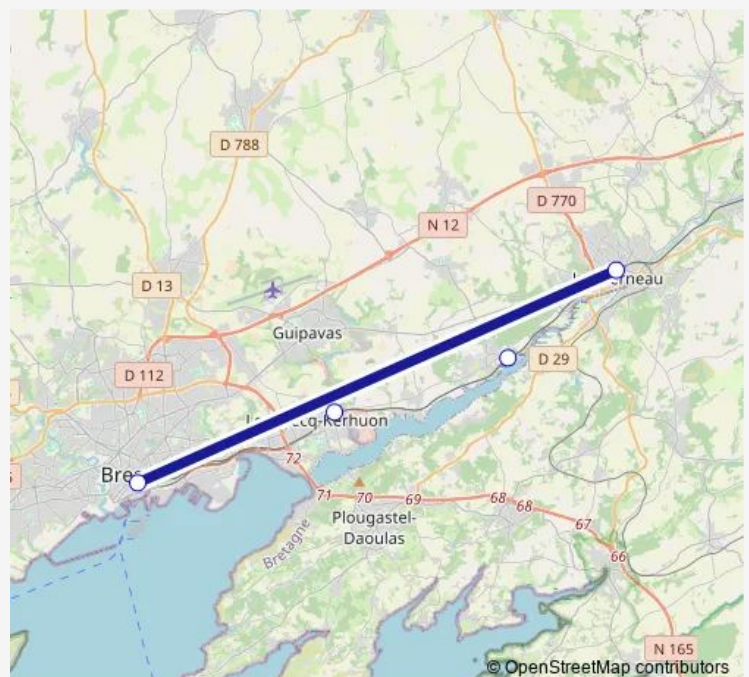 D 788
D 770
N 12
D 13
Guipavas
D 112
D 29
72
71
70
69
68
68
67
66
Plougastel-
Daoulas
Bretagne
N 165
© OpenStreetMap contributors